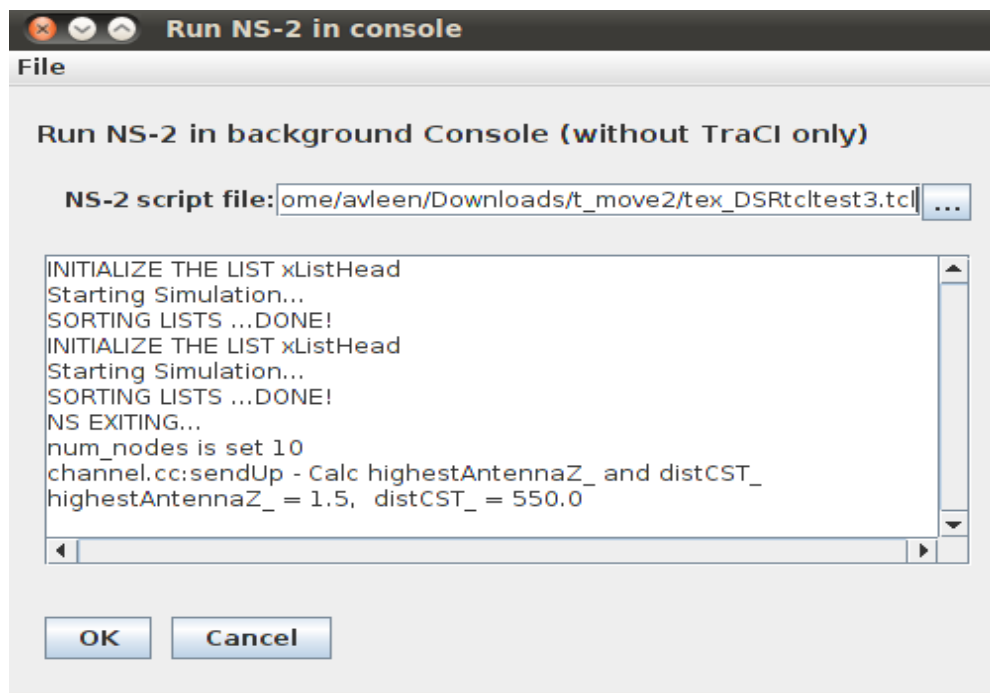 Run NS-2 in console
File
Run NS-2 in background Console (without TraCI only)
NS-2 script file: ome/avleen/Downloads/t_move2/tex_DSRtcltest3.tcl ...
INITIALIZE THE LIST xListHead
Starting Simulation...
SORTING LISTS ...DONE!
INITIALIZE THE LIST xListHead
Starting Simulation...
SORTING LISTS ...DONE!
NS EXITING...
num_nodes is set 10
channel.cc:sendUp - Calc highestAntennaZ_ and distCST_
highestAntennaZ_ = 1.5,  distCST_ = 550.0
OK Cancel